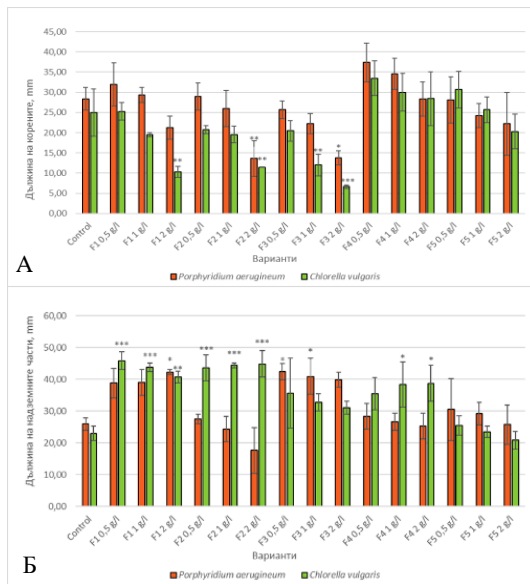 45,00
40,00
35,00
30,00
25,00
20,00
15,00
10,00
5,00
0,00
Дължина на корените, mm
** ** ** ** * ***
Control F1 0,5 g/l F1 1 g/l F1 2 g/l F2 0,5 g/l F2 1 g/l F2 2 g/l F3 0,5 g/l F3 1 g/l F3 2 g/l F4 0,5 g/l F4 1 g/l F4 2 g/l F5 0,5 g/l F5 1 g/l F5 2 g/l
Варианти
Porphyridium aerugineum Chlorella vulgaris
А
60,00
50,00
40,00
30,00
20,00
10,00
0,00
Дължина на надземните части, mm
*** *** * ** *** *** *** * * * *
Control F1 0,5 g/l F1 1 g/l F1 2 g/l F2 0,5 g/l F2 1 g/l F2 2 g/l F3 0,5 g/l F3 1 g/l F3 2 g/l F4 0,5 g/l F4 1 g/l F4 2 g/l F5 0,5 g/l F5 1 g/l F5 2 g/l
Варианти
Porphyridium aerugineum Chlorella vulgaris
Б